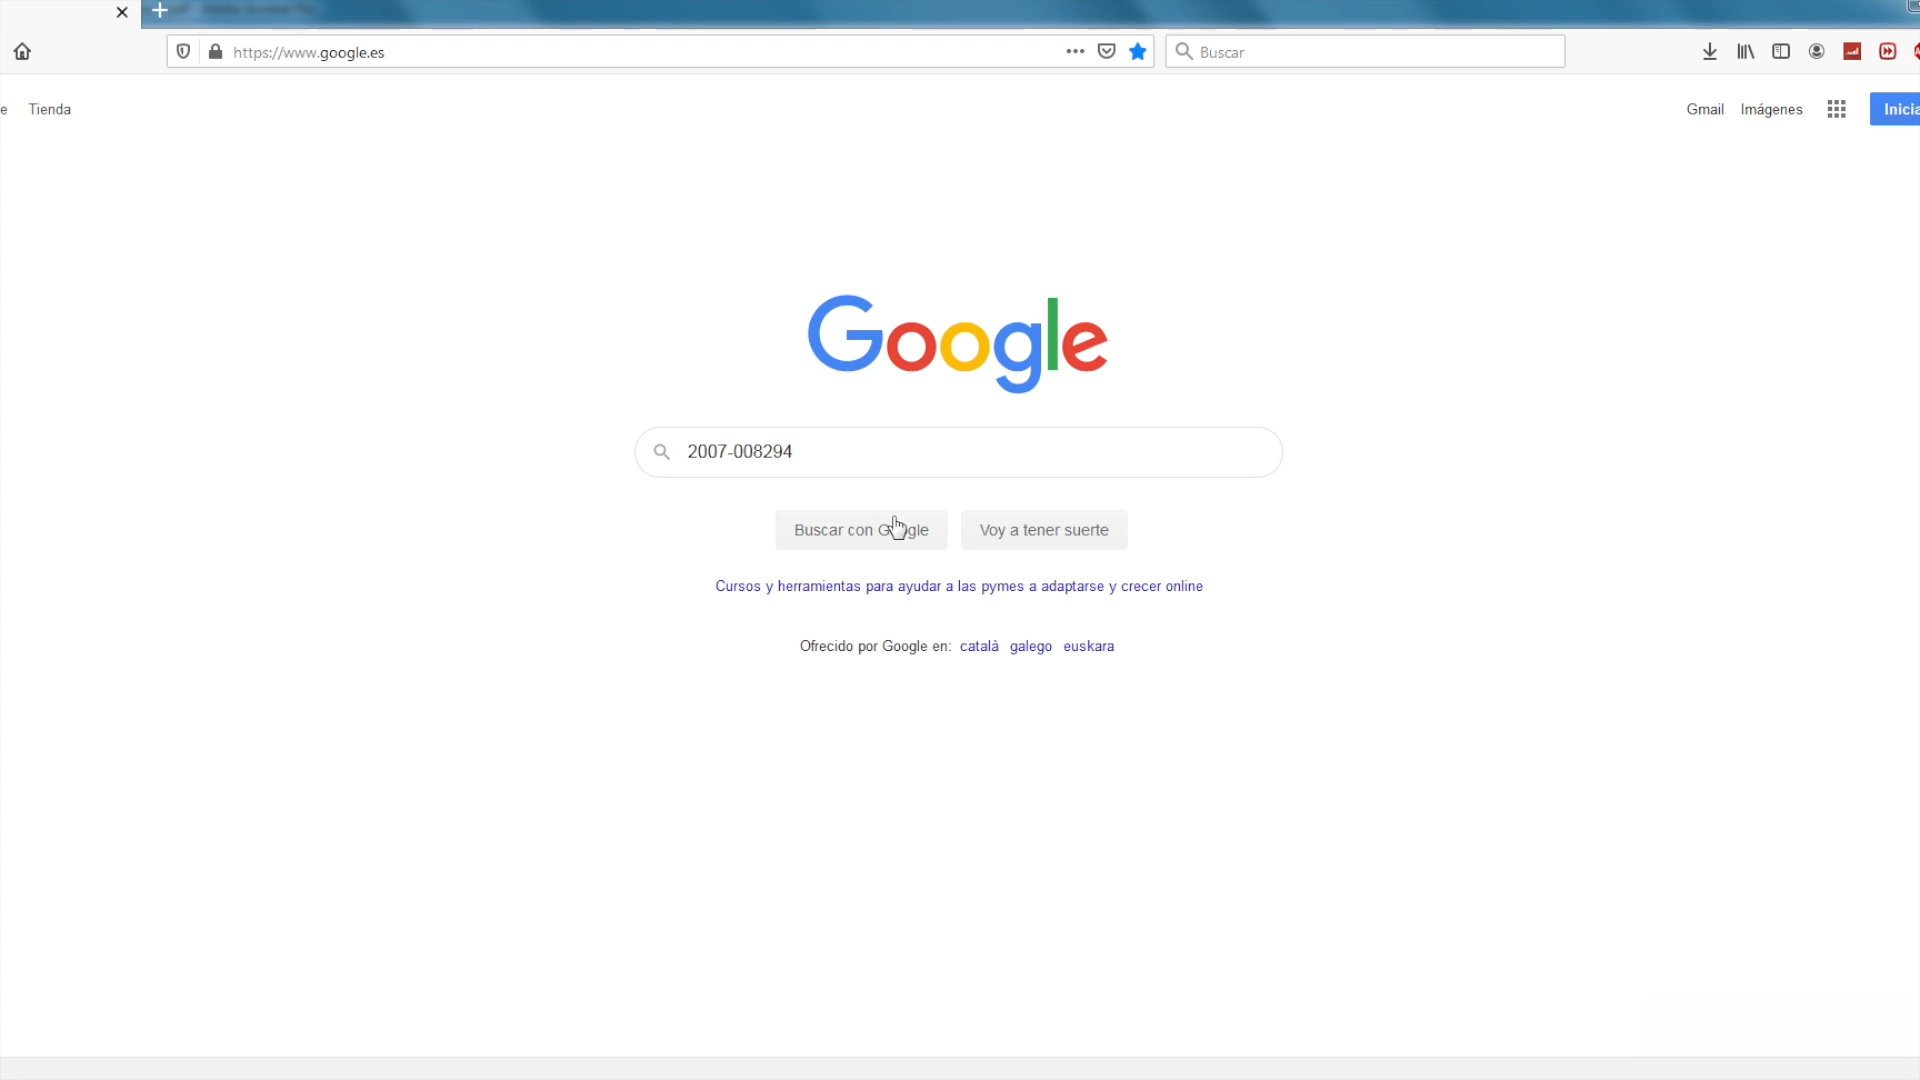 https://www.google.es
Buscar
Tienda
Gmail Imágenes
Google
2007-008294
Buscar con Google
Voy a tener suerte
Cursos y herramientas para ayudar a las pymes a adaptarse y crecer online
Ofrecido por Google en: català galego euskara